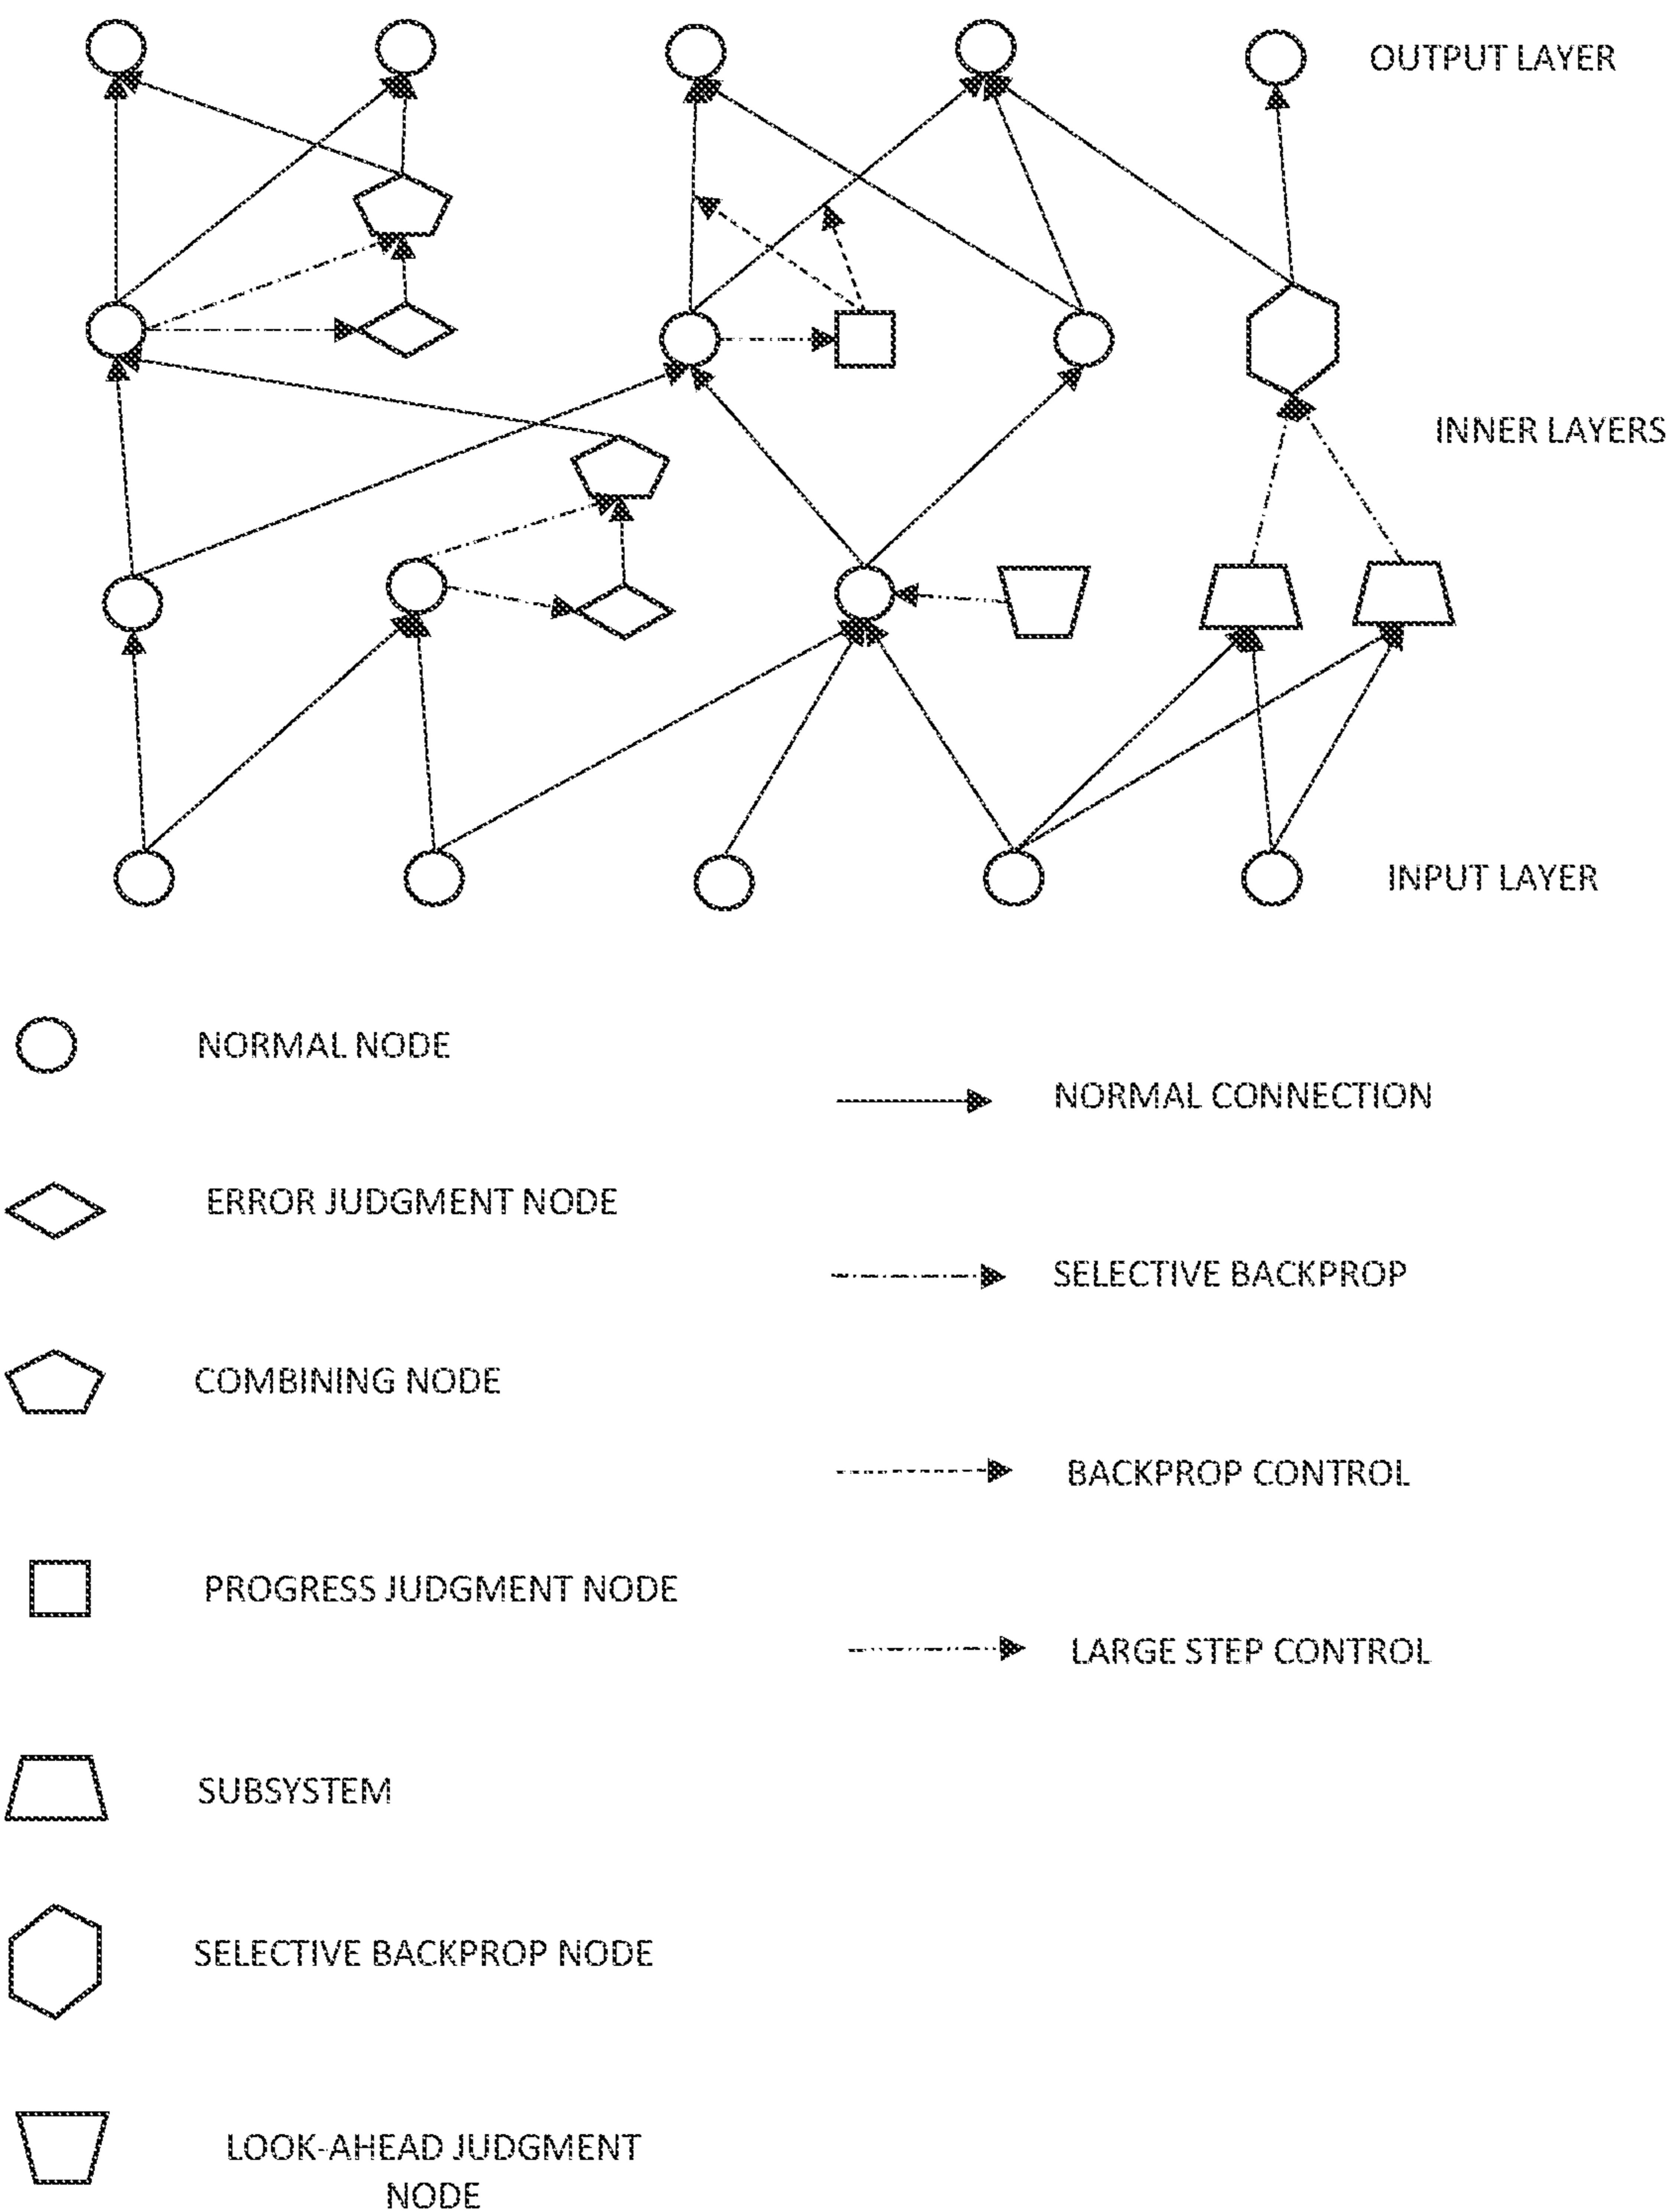 OUTPUT LAYER
INNER LAYERS
INPUT LAYER
NORMAL NODE
NORMAL CONNECTION
ERROR JUDGMENT NODE
SELECTIVE BACKPROP
COMBINING NODE
BACKPROP CONTROL
PROGRESS JUDGMENT NODE
LARGE STEP CONTROL
SUBSYSTEM
SELECTIVE BACKPROP NODE
LOOK-AHEAD JUDGMENT
NODE